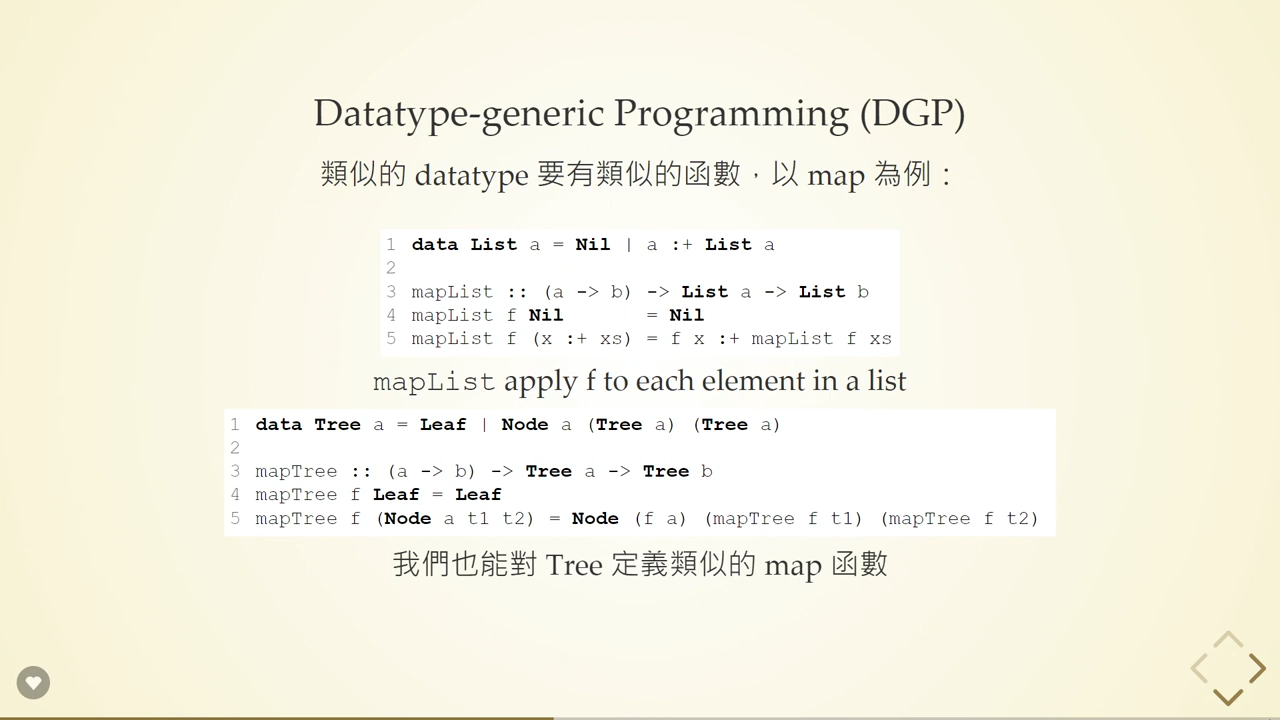 Datatype-generic Programming (DGP)
類似的 datatype 要有類似的函數，以 map 為例：
1 data List a = Nil | a :+ List a
2
3 mapList :: (a -> b) -> List a -> List b
4 mapList f Nil       = Nil
5 mapList f (x :+ xs) = f x :+ mapList f xs
mapList apply f to each element in a list
1 data Tree a = Leaf | Node a (Tree a) (Tree a)
2
3 mapTree :: (a -> b) -> Tree a -> Tree b
4 mapTree f Leaf = Leaf
5 mapTree f (Node a t1 t2) = Node (f a) (mapTree f t1) (mapTree f t2)
我們也能對 Tree 定義類似的 map 函數